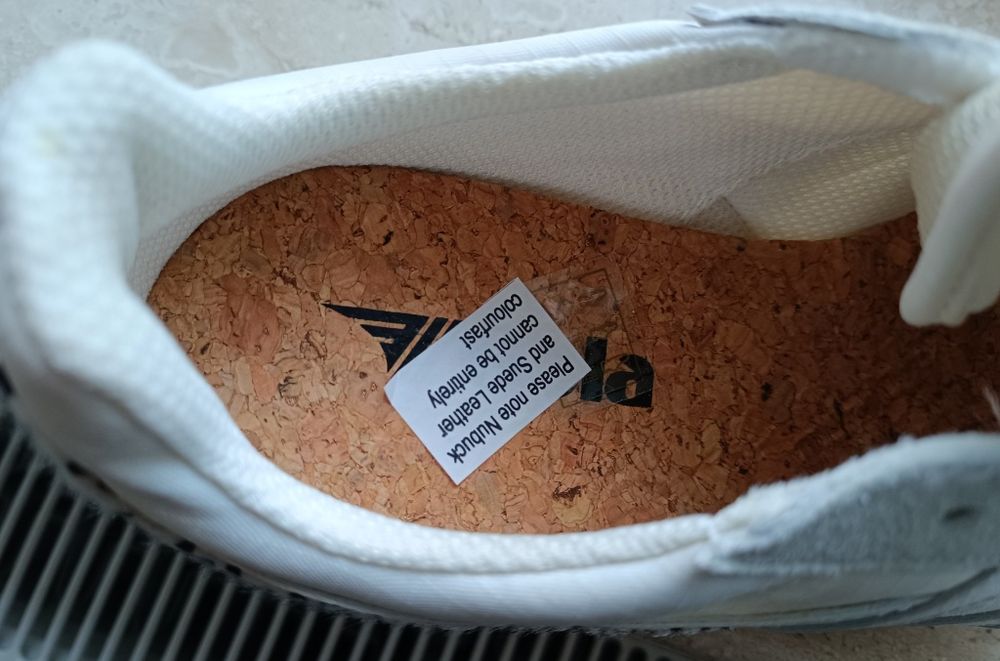 Please note Nubuck
and Suede Leather
cannot be entirely
colourfast